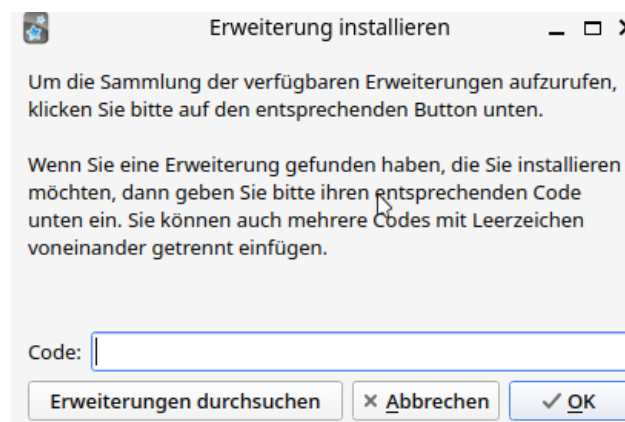 Erweiterung installieren
Um die Sammlung der verfügbaren Erweiterungen aufzurufen,
klicken Sie bitte auf den entsprechenden Button unten.
Wenn Sie eine Erweiterung gefunden haben, die Sie installieren
möchten, dann geben Sie bitte ihren entsprechenden Code
unten ein. Sie können auch mehrere Codes mit Leerzeichen
voneinander getrennt einfügen.
Code:
Erweiterungen durchsuchen
Abbrechen
OK